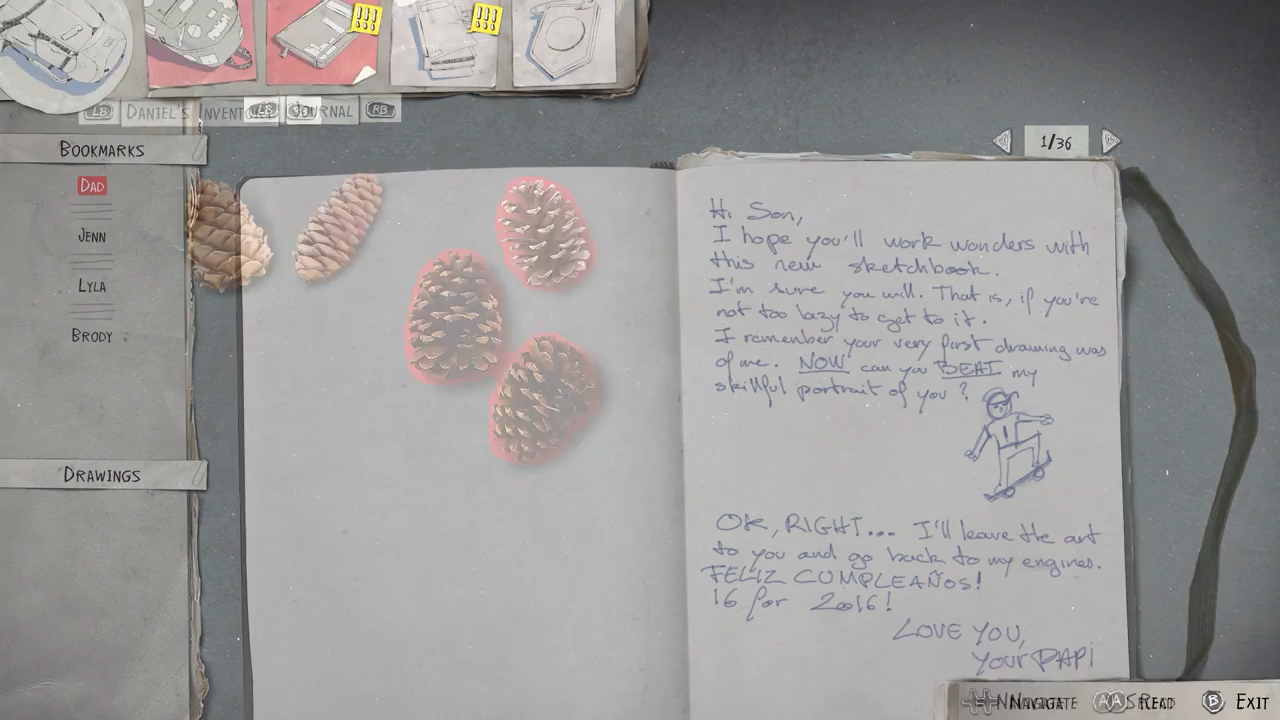 DANIEL'S INVENTORY
JOURNAL
LB
LB
RB
BOOKMARKS
DAD
JENN
LYLA
BRODY
DRAWINGS
1/36
Hi Son,
I hope you'll work wonders with
this new sketchbook.
I'm sure you will. That is, if you're
not too lazy to get to it.
I remember your very first drawing was
of me. NOW can you BEAT my
skillful portrait of you?
OK, RIGHT... I'll leave the art
to you and go back to my engines.
FELIZ CUMPLEAÑOS!
16 for 2016!
LOVE YOU,
your PAPI
NAVIGATE
A
READ
B
EXIT